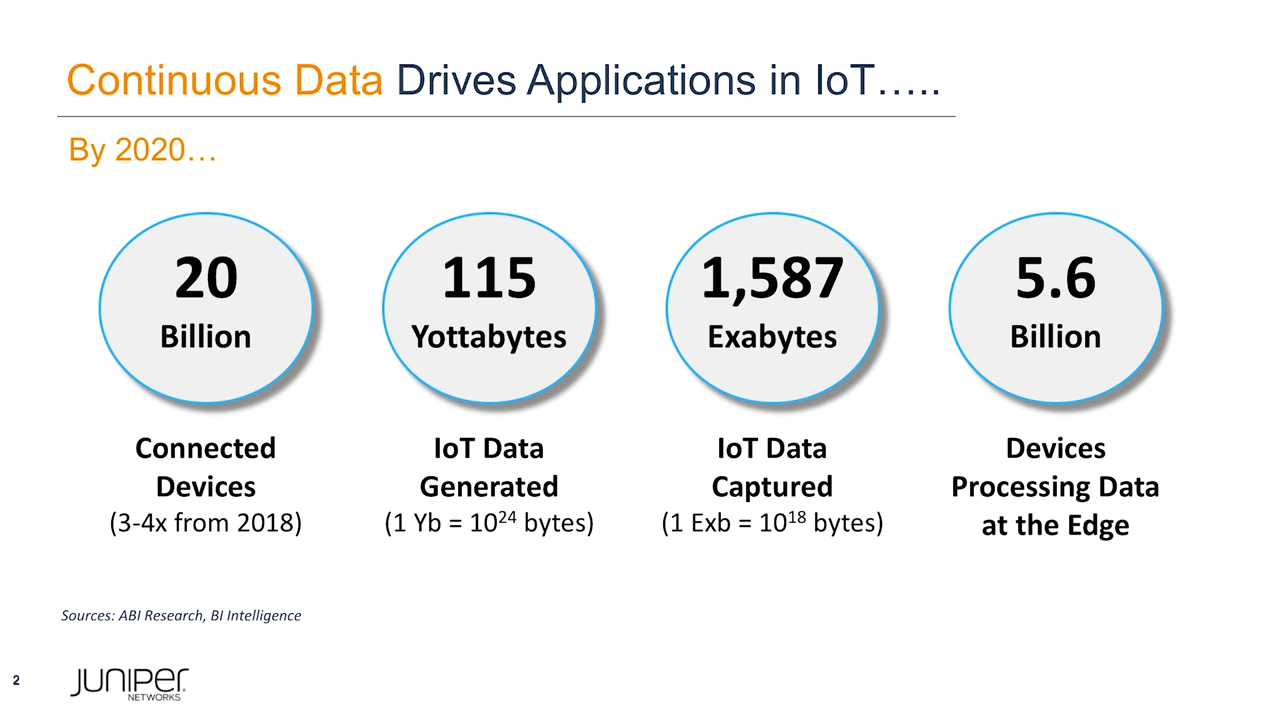 Continuous Data Drives Applications in IoT…..
By 2020…
20
Billion
Connected
Devices
(3-4x from 2018)
115
Yottabytes
IoT Data
Generated
(1 Yb = 10²⁴ bytes)
1,587
Exabytes
IoT Data
Captured
(1 Exb = 10¹⁸ bytes)
5.6
Billion
Devices
Processing Data
at the Edge
Sources: ABI Research, BI Intelligence
2
JUNIPER
NETWORKS